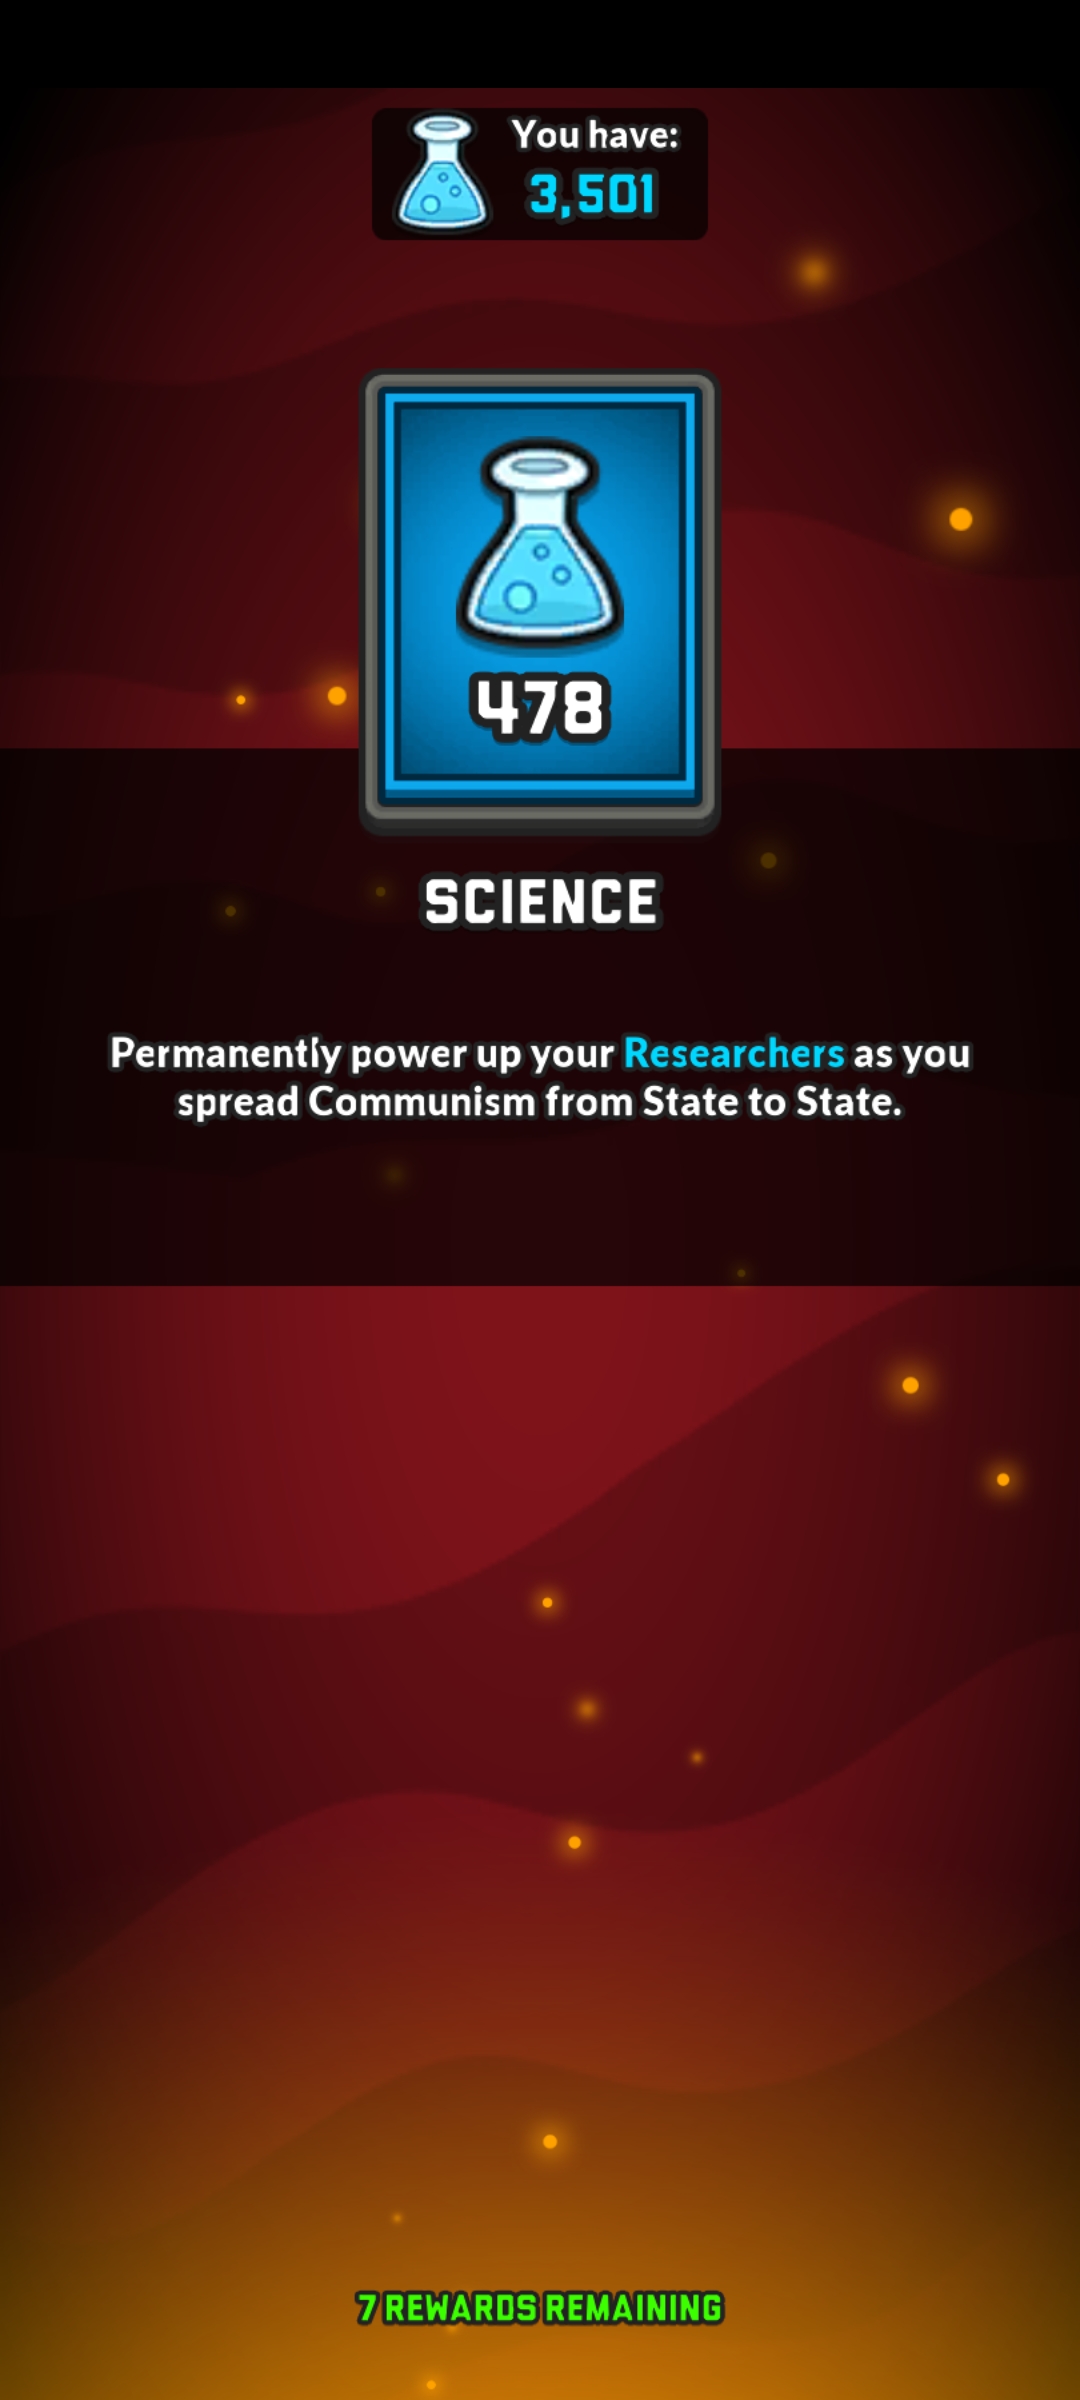 You have:
3,501
478
SCIENCE
Permanently power up your Researchers as you
spread Communism from State to State.
7 REWARDS REMAINING